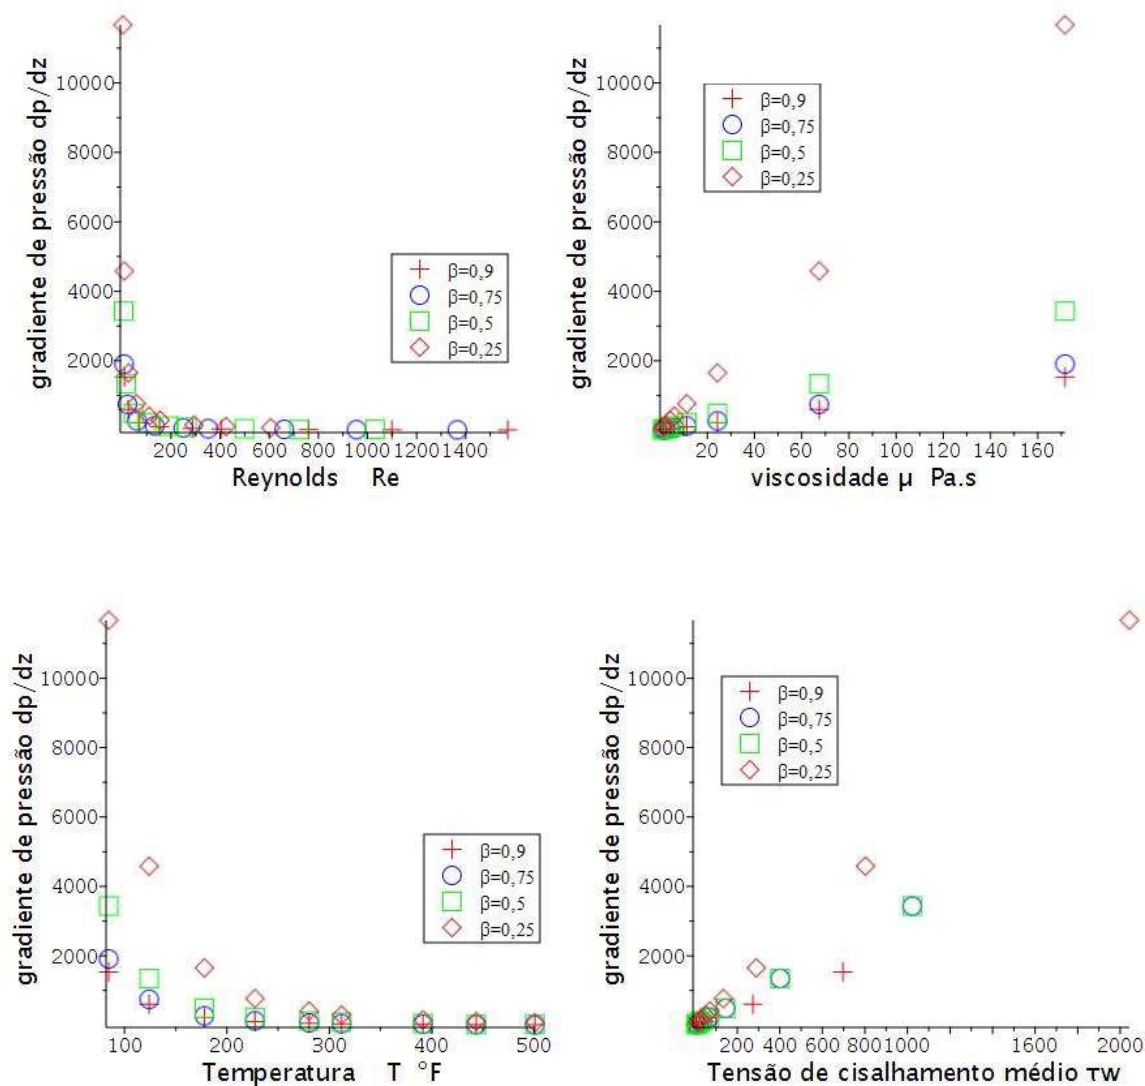 gradiente de pressão dp/dz
10000
8000
6000
4000
2000
β=0,9
β=0,75
β=0,5
β=0,25
200 400 600 800 1000 1200 1400
Reynolds Re
gradiente de pressão dp/dz
10000
8000
6000
4000
2000
β=0,9
β=0,75
β=0,5
β=0,25
20 40 60 80 100 120 140 160
viscosidade μ Pa.s
gradiente de pressão dp/dz
10000
8000
6000
4000
2000
β=0,9
β=0,75
β=0,5
β=0,25
100 200 300 400 500
Temperatura T °F
gradiente de pressão dp/dz
10000
8000
6000
4000
2000
β=0,9
β=0,75
β=0,5
β=0,25
200 400 600 800 1000 2000
Tensão de cisalhamento médio τw